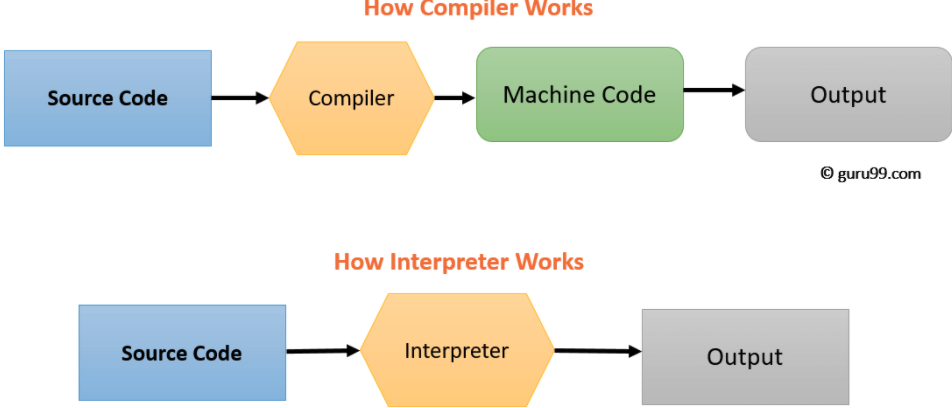 How Compiler Works
Source Code
Compiler
Machine Code
Output
© guru99.com
How Interpreter Works
Source Code
Interpreter
Output